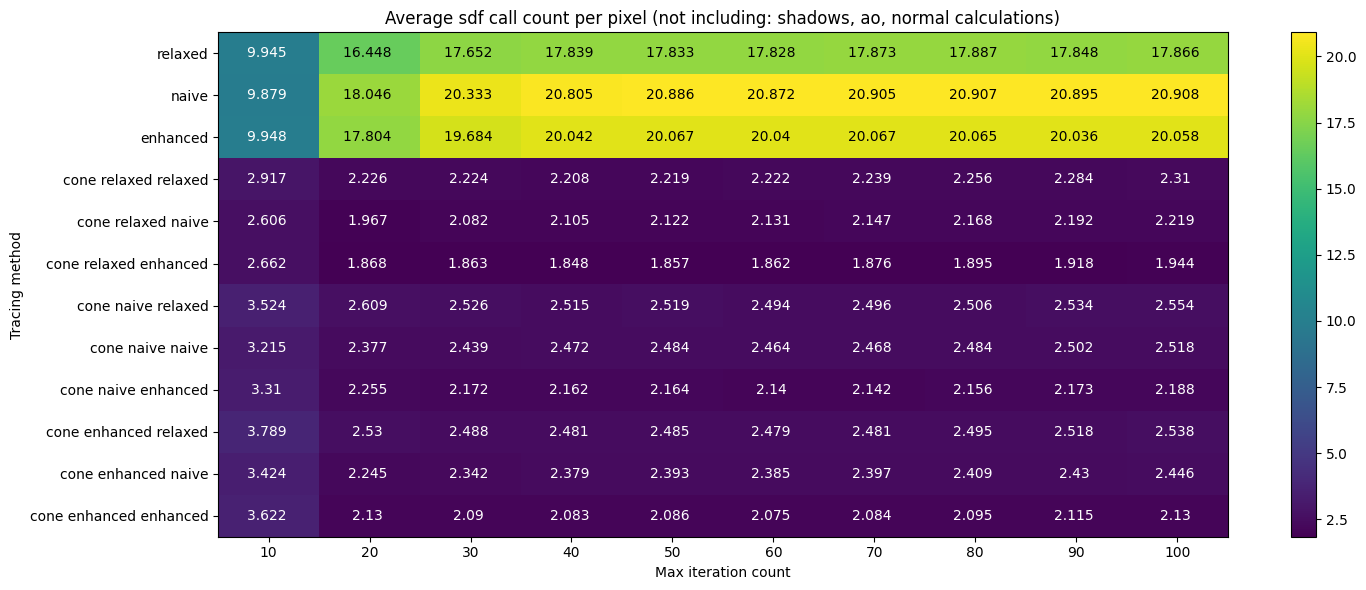 Average sdf call count per pixel (not including: shadows, ao, normal calculations)
Tracing method
relaxed 9.945 16.448 17.652 17.839 17.833 17.828 17.873 17.887 17.848 17.866
naive 9.879 18.046 20.333 20.805 20.886 20.872 20.905 20.907 20.895 20.908
enhanced 9.948 17.804 19.684 20.042 20.067 20.04 20.067 20.065 20.036 20.058
cone relaxed relaxed 2.917 2.226 2.224 2.208 2.219 2.222 2.239 2.256 2.284 2.31
cone relaxed naive 2.606 1.967 2.082 2.105 2.122 2.131 2.147 2.168 2.192 2.219
cone relaxed enhanced 2.662 1.868 1.863 1.848 1.857 1.862 1.876 1.895 1.918 1.944
cone naive relaxed 3.524 2.609 2.526 2.515 2.519 2.494 2.496 2.506 2.534 2.554
cone naive naive 3.215 2.377 2.439 2.472 2.484 2.464 2.468 2.484 2.502 2.518
cone naive enhanced 3.31 2.255 2.172 2.162 2.164 2.14 2.142 2.156 2.173 2.188
cone enhanced relaxed 3.789 2.53 2.488 2.481 2.485 2.479 2.481 2.495 2.518 2.538
cone enhanced naive 3.424 2.245 2.342 2.379 2.393 2.385 2.397 2.409 2.43 2.446
cone enhanced enhanced 3.622 2.13 2.09 2.083 2.086 2.075 2.084 2.095 2.115 2.13
10 20 30 40 50 60 70 80 90 100
Max iteration count
20.0
17.5
15.0
12.5
10.0
7.5
5.0
2.5